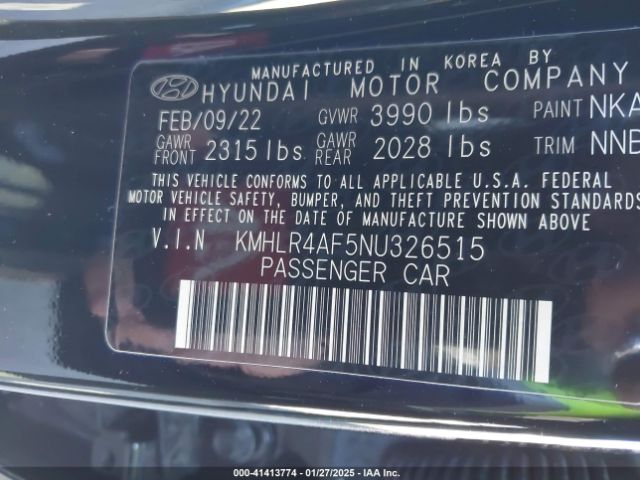 MANUFACTURED IN KOREA BY
HYUNDAI MOTOR COMPANY
FEB/09/22 GVWR 3990 lbs PAINT NKA
GAWR FRONT 2315 lbs GAWR REAR 2028 lbs TRIM NNB
THIS VEHICLE CONFORMS TO ALL APPLICABLE U.S.A. FEDERAL
MOTOR VEHICLE SAFETY, BUMPER, AND THEFT PREVENTION STANDARDS
IN EFFECT ON THE DATE OF MANUFACTURE SHOWN ABOVE
V.I.N KMHLR4AF5NU326515
PASSENGER CAR
000-41413774 - 01/27/2025 - IAA Inc.